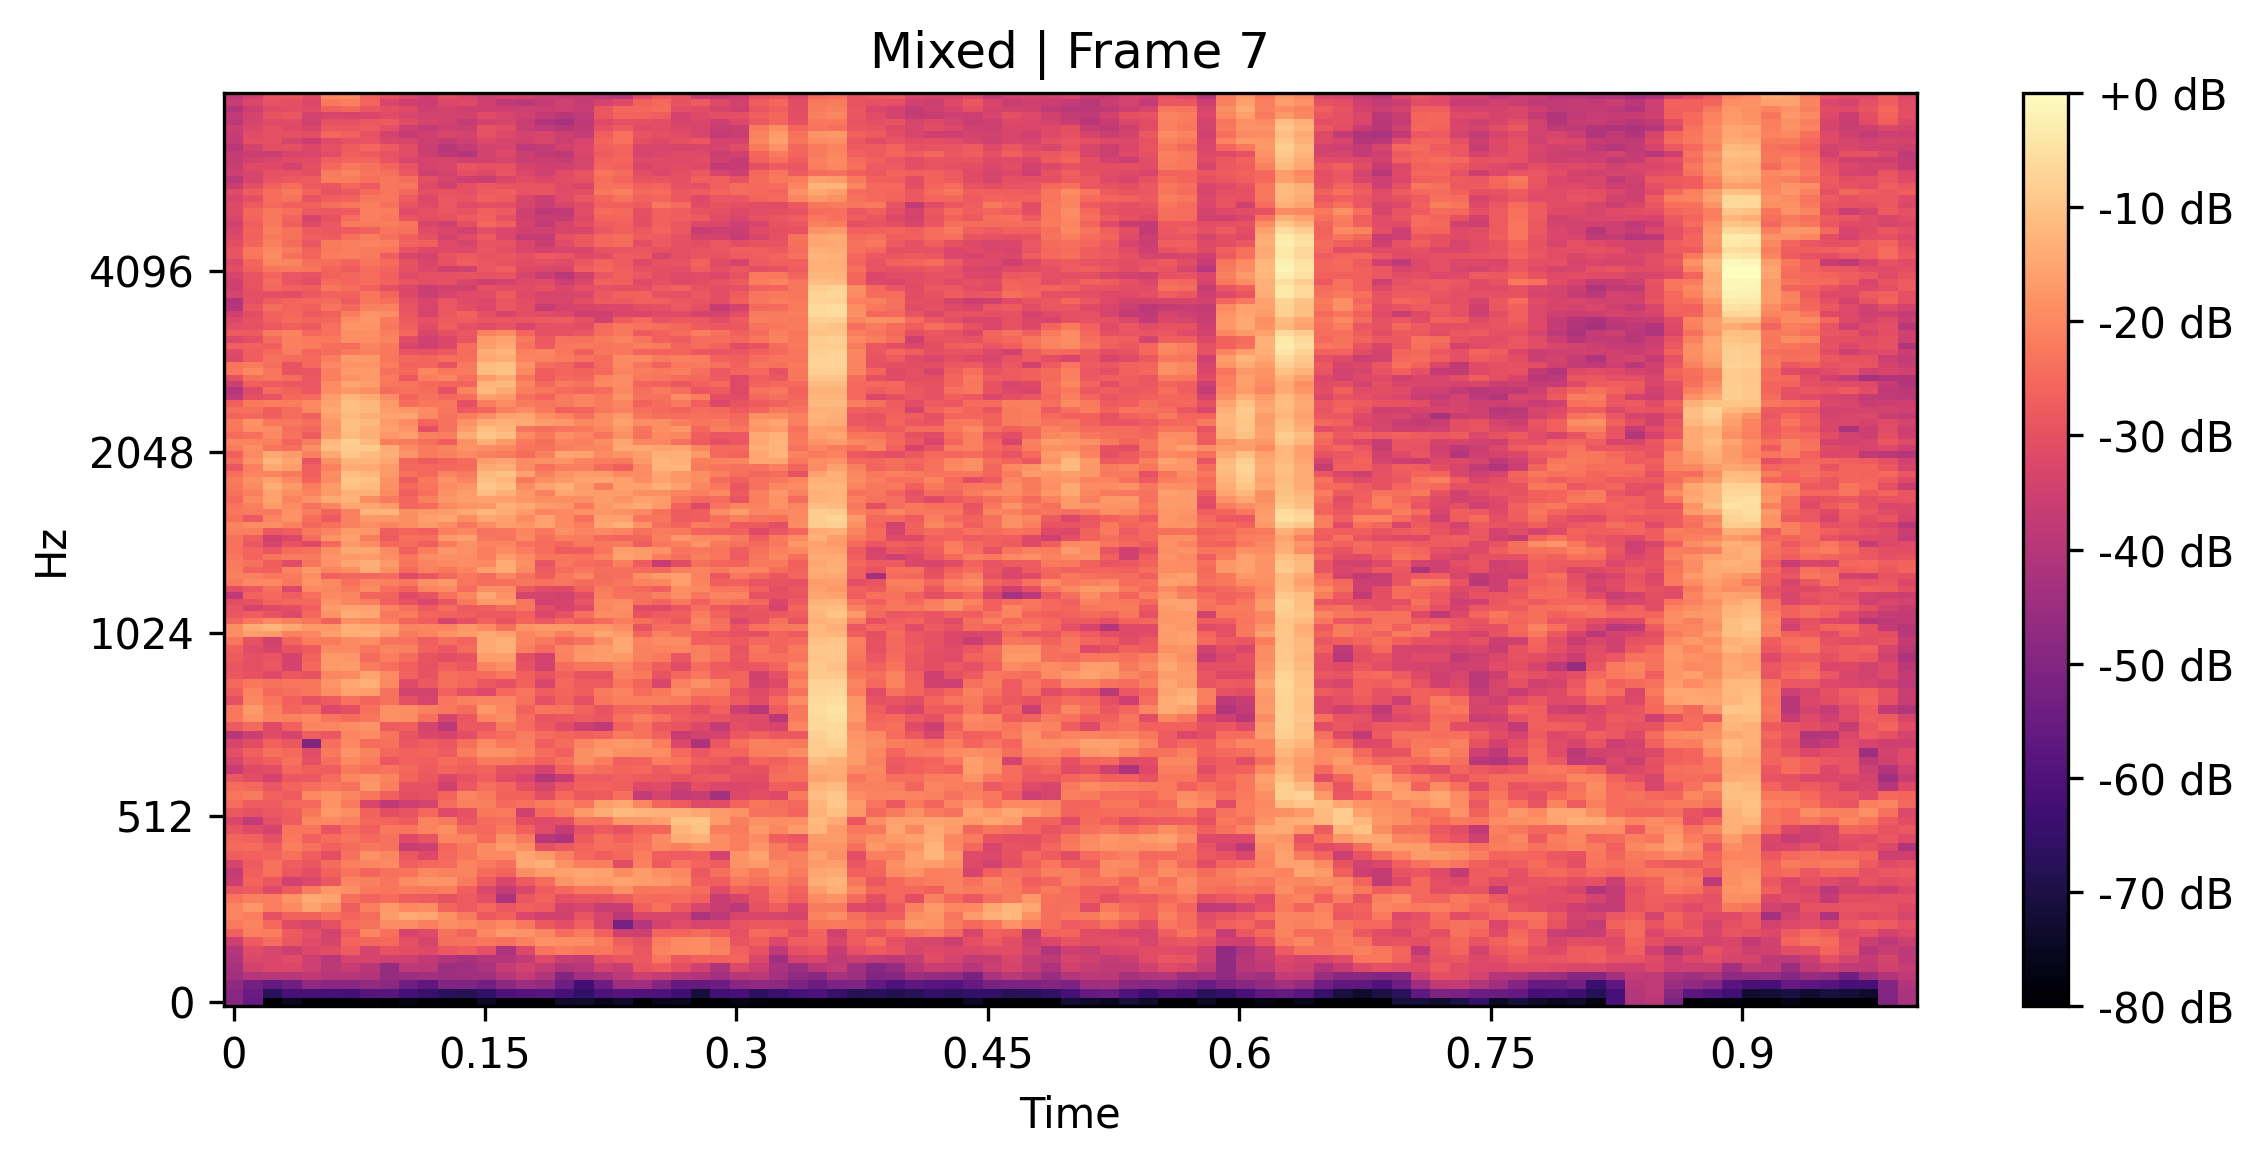 Mixed | Frame 7
+0 dB
-10 dB
-20 dB
-30 dB
-40 dB
-50 dB
-60 dB
-70 dB
-80 dB
Hz
4096
2048
1024
512
0
0 0.15 0.3 0.45 0.6 0.75 0.9
Time